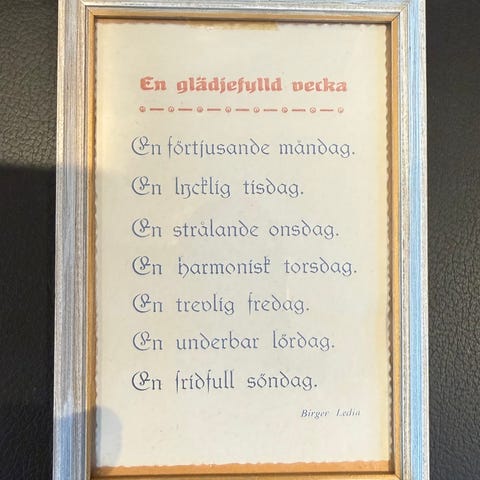 En glädjefylld vecka
En förtjusande måndag.
En lycklig tisdag.
En strålande onsdag.
En harmonisk torsdag.
En trevlig fredag.
En underbar lördag.
En fridfull söndag.
Birger Ledin